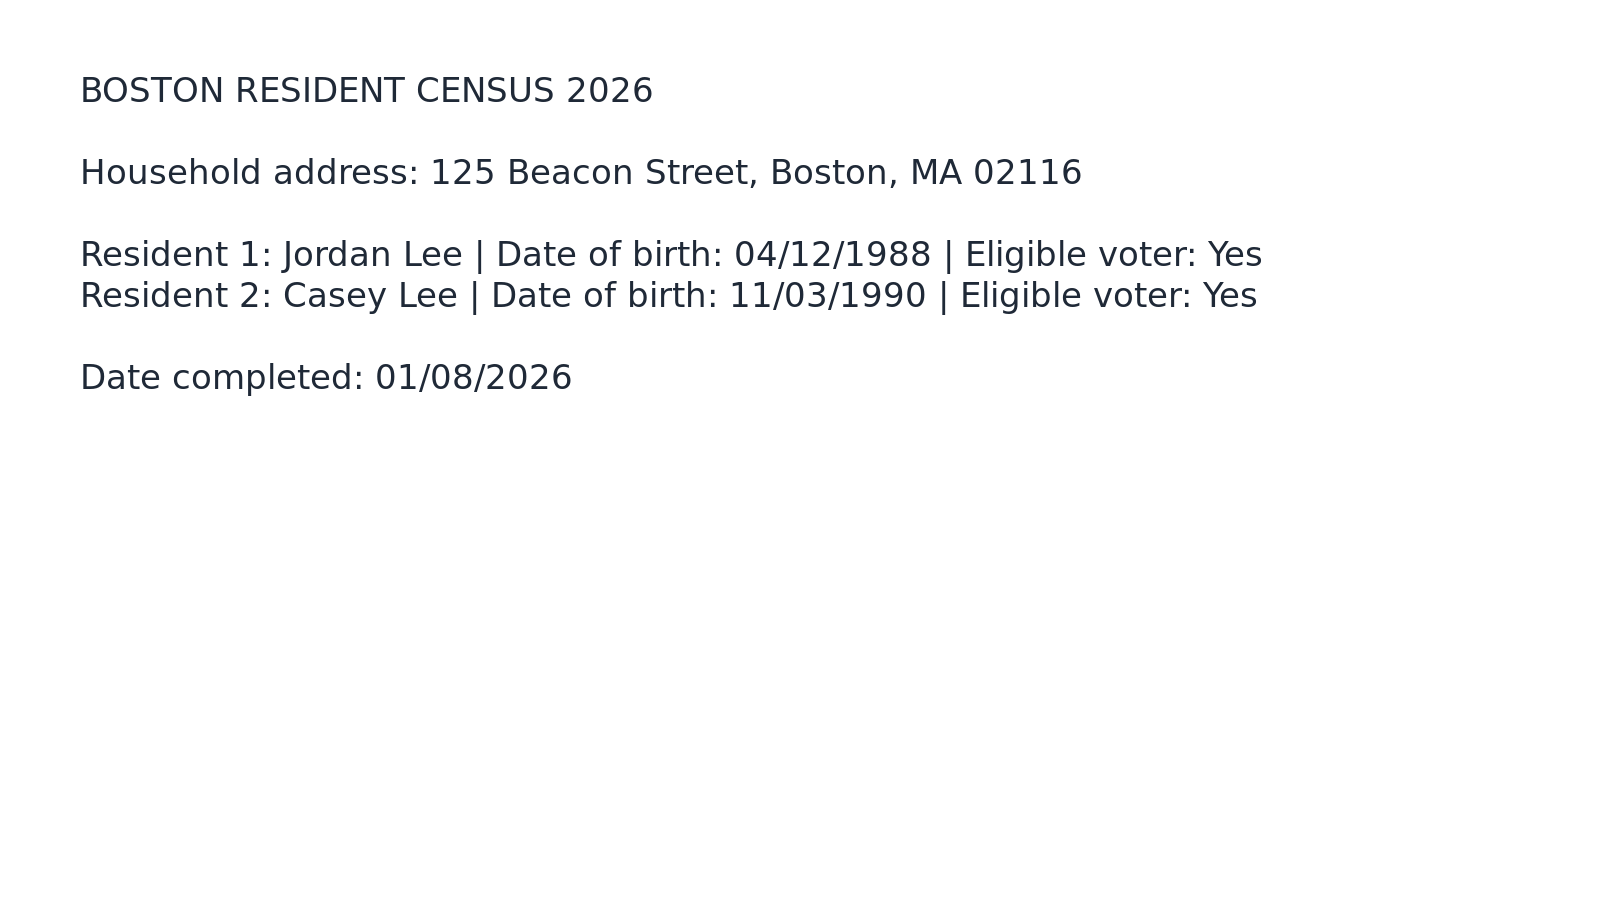 BOSTON RESIDENT CENSUS 2026
Household address: 125 Beacon Street, Boston, MA 02116
Resident 1: Jordan Lee | Date of birth: 04/12/1988 | Eligible voter: Yes
Resident 2: Casey Lee | Date of birth: 11/03/1990 | Eligible voter: Yes
Date completed: 01/08/2026